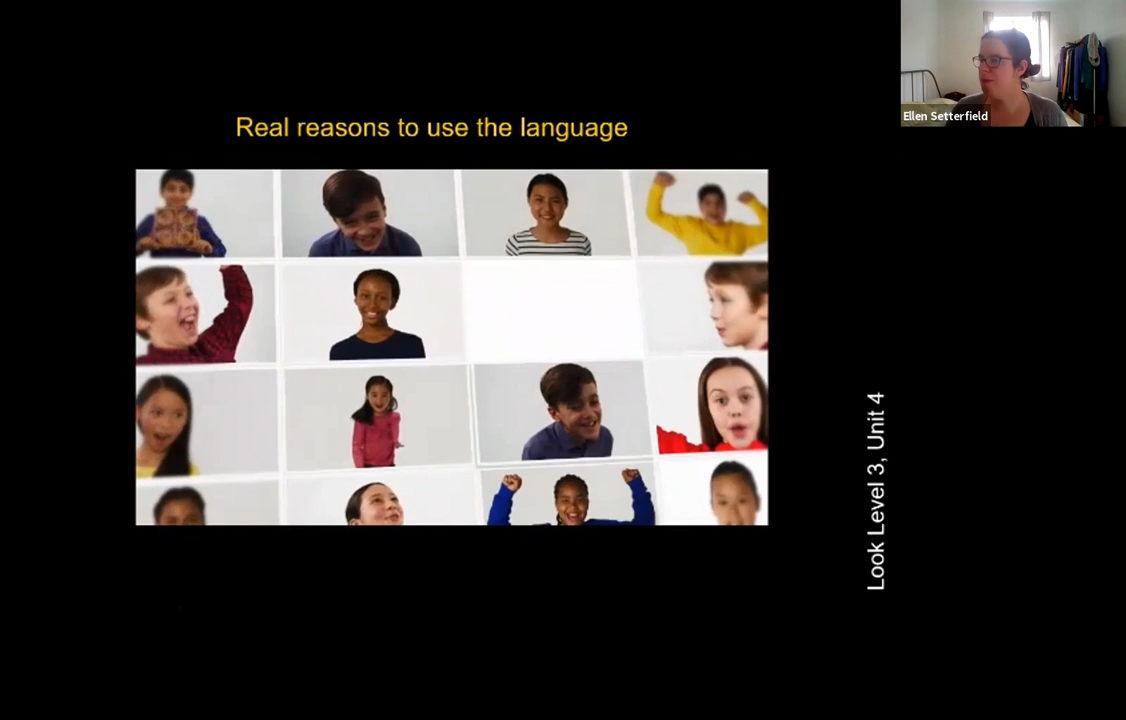 Real reasons to use the language
Ellen Setterfield
Look Level 3, Unit 4